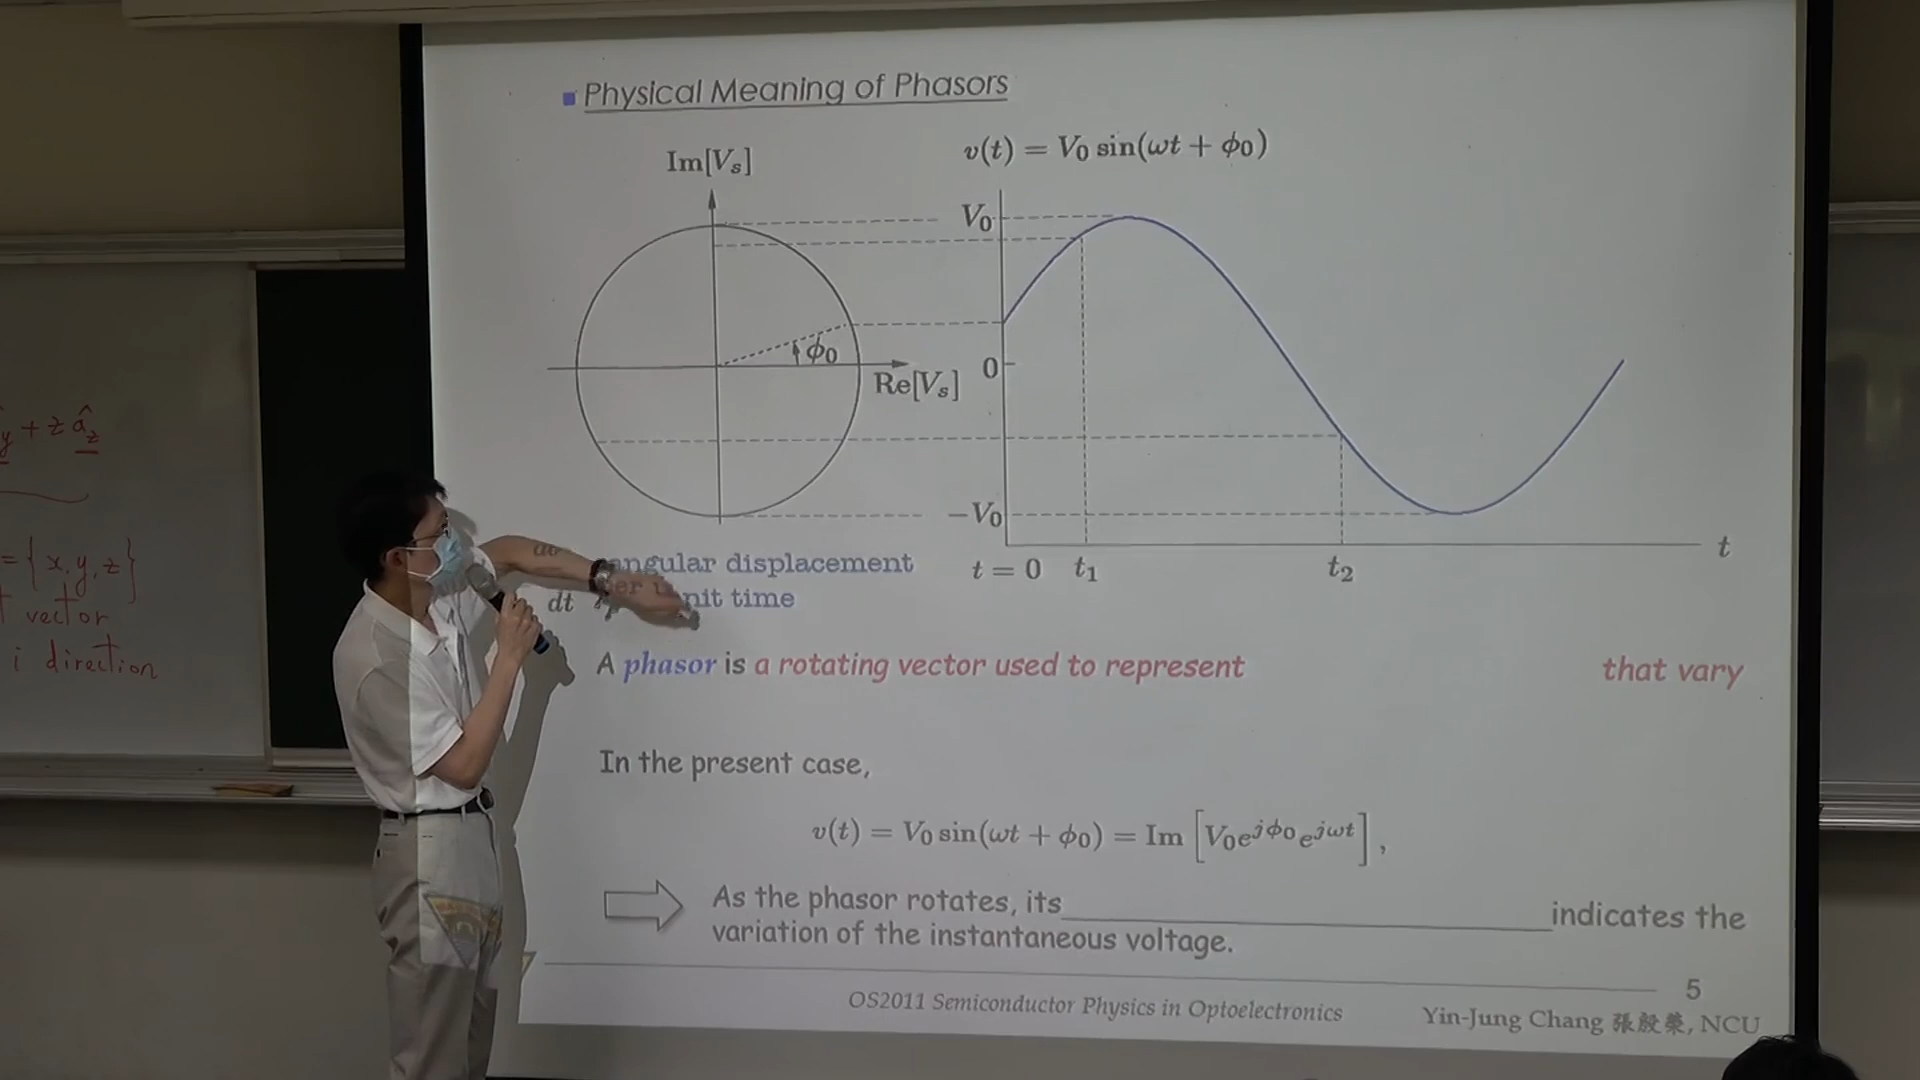 Physical Meaning of Phasors
Im[Vₛ]
v(t) = V₀ sin(ωt + ϕ₀)
V₀
ϕ₀
0
Re[Vₛ]
−V₀
t = 0 t₁ t₂ t
angular displacement
dt unit time
A phasor is a rotating vector used to represent that vary
In the present case,
v(t) = V₀ sin(ωt + ϕ₀) = Im [V₀e^{jϕ₀}e^{jωt}],
As the phasor rotates, its indicates the
variation of the instantaneous voltage.
5
OS2011 Semiconductor Physics in Optoelectronics
Yin-Jung Chang 張殷榮, NCU
y + z â_z
= {x, y, z}
vector
i direction